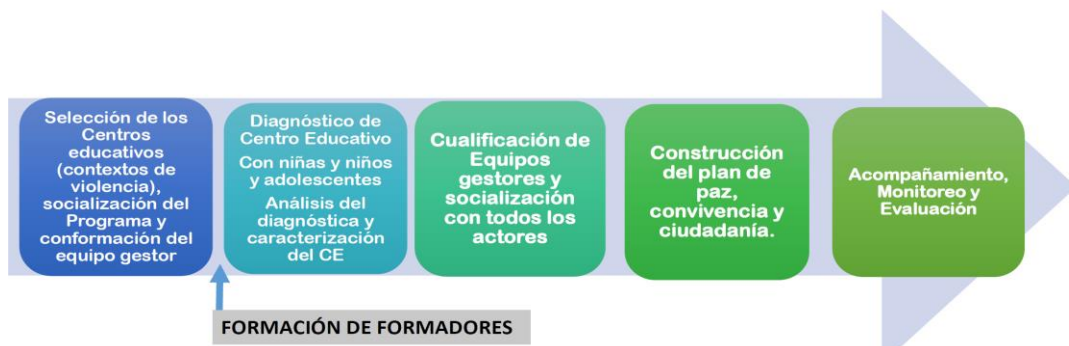 Selección de los
Centros
educativos
(contextos de
violencia),
socialización del
Programa y
conformación del
equipo gestor
Diagnóstico de
Centro Educativo
Con niñas y niños
y adolescentes
Análisis del
diagnóstica y
caracterización
del CE
Cualificación de
Equipos
gestores y
socialización
con todos los
actores
Construcción
del plan de
paz,
convivencia y
ciudadanía.
Acompañamiento,
Monitoreo y
Evaluación
FORMACIÓN DE FORMADORES